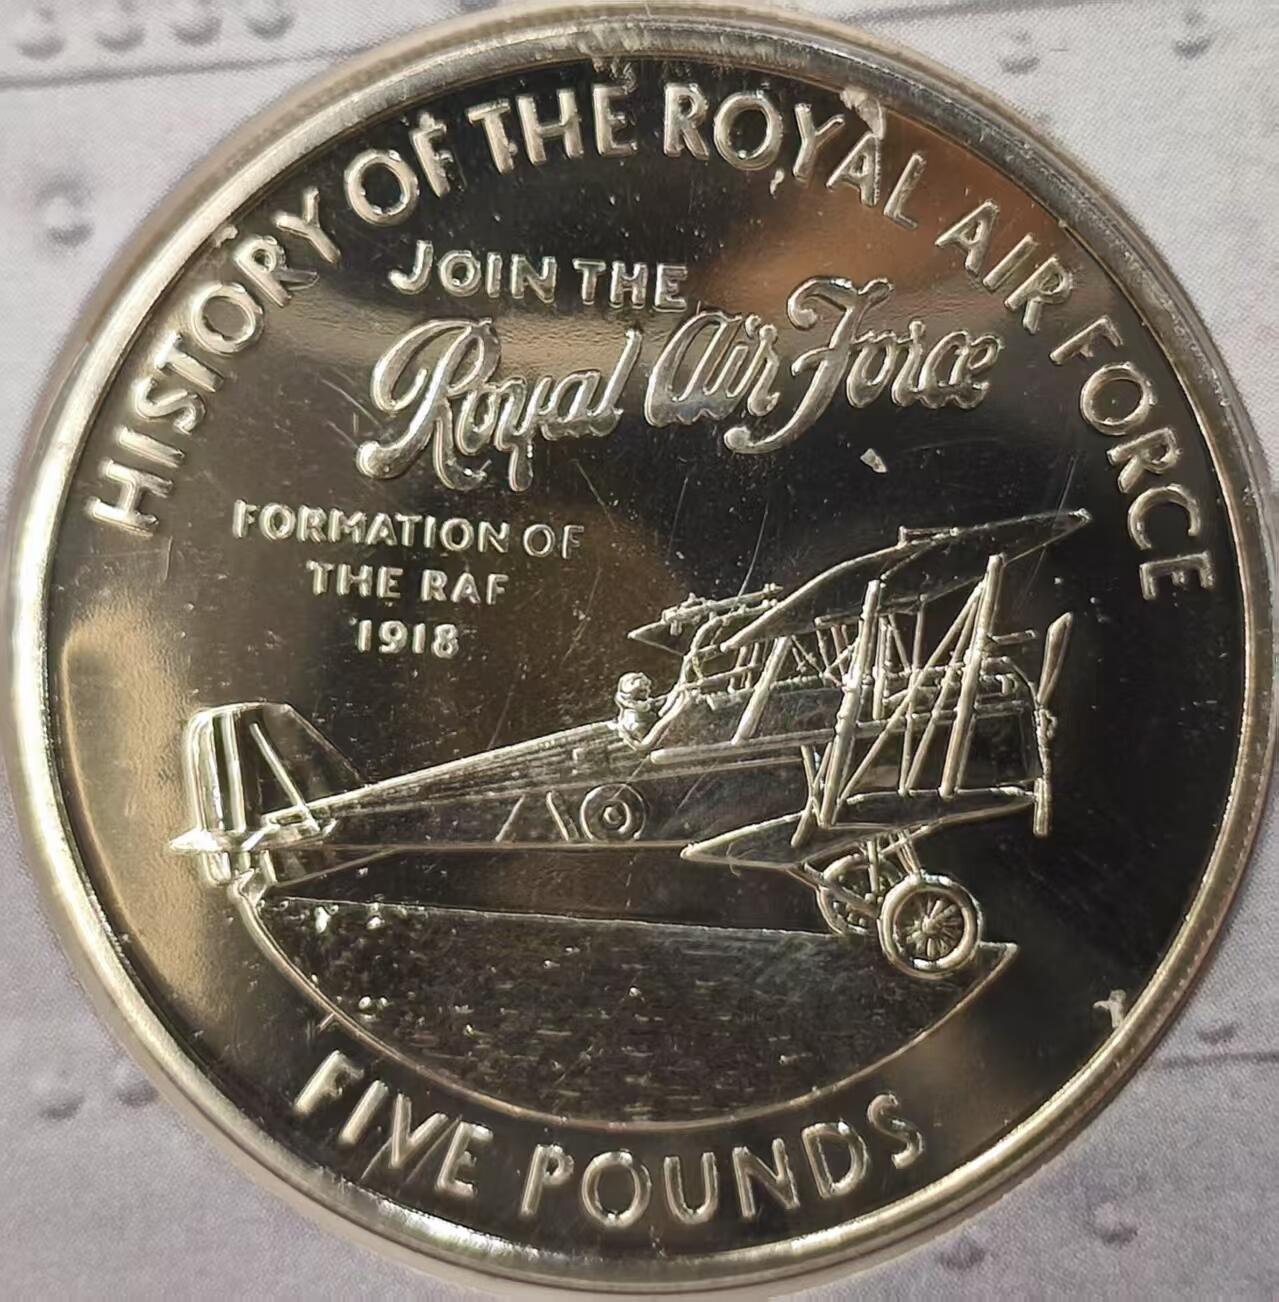 HISTORY OF THE ROYAL AIR FORCE
JOIN THE
Royal Air Force
FORMATION OF
THE RAF
1918
FIVE POUNDS